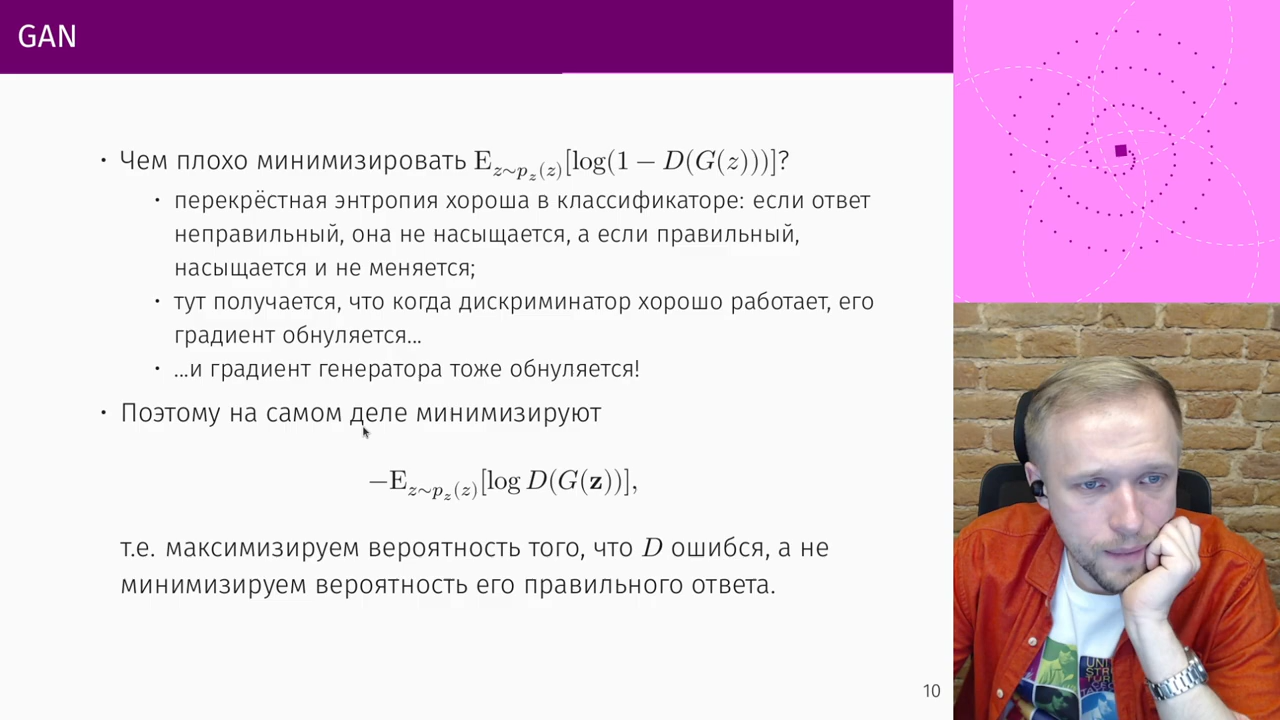 GAN
• Чем плохо минимизировать E_{z∼p_z(z)}[log(1 − D(G(z)))]?
• перекрёстная энтропия хороша в классификаторе: если ответ
неправильный, она не насыщается, а если правильный,
насыщается и не меняется;
• тут получается, что когда дискриминатор хорошо работает, его
градиент обнуляется...
• ...и градиент генератора тоже обнуляется!
• Поэтому на самом деле минимизируют
−E_{z∼p_z(z)}[log D(G(z))],
т.е. максимизируем вероятность того, что D ошибся, а не
минимизируем вероятность его правильного ответа.
10